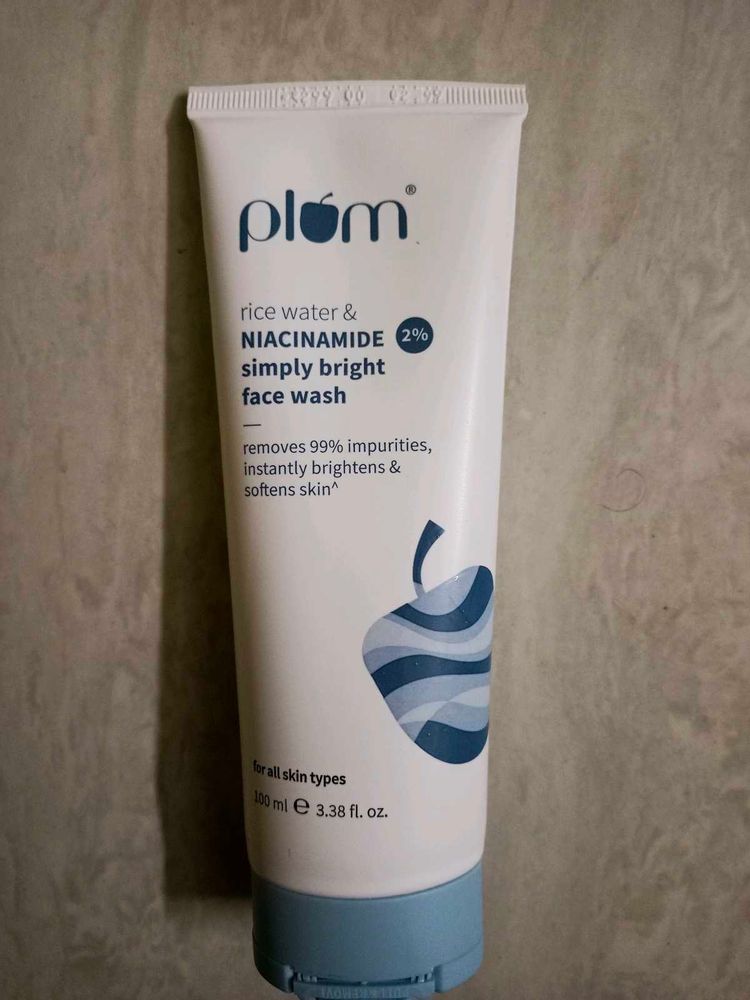 plum®
rice water &
NIACINAMIDE 2%
simply bright
face wash
removes 99% impurities,
instantly brightens &
softens skin^
for all skin types
100 ml ℮ 3.38 fl. oz.